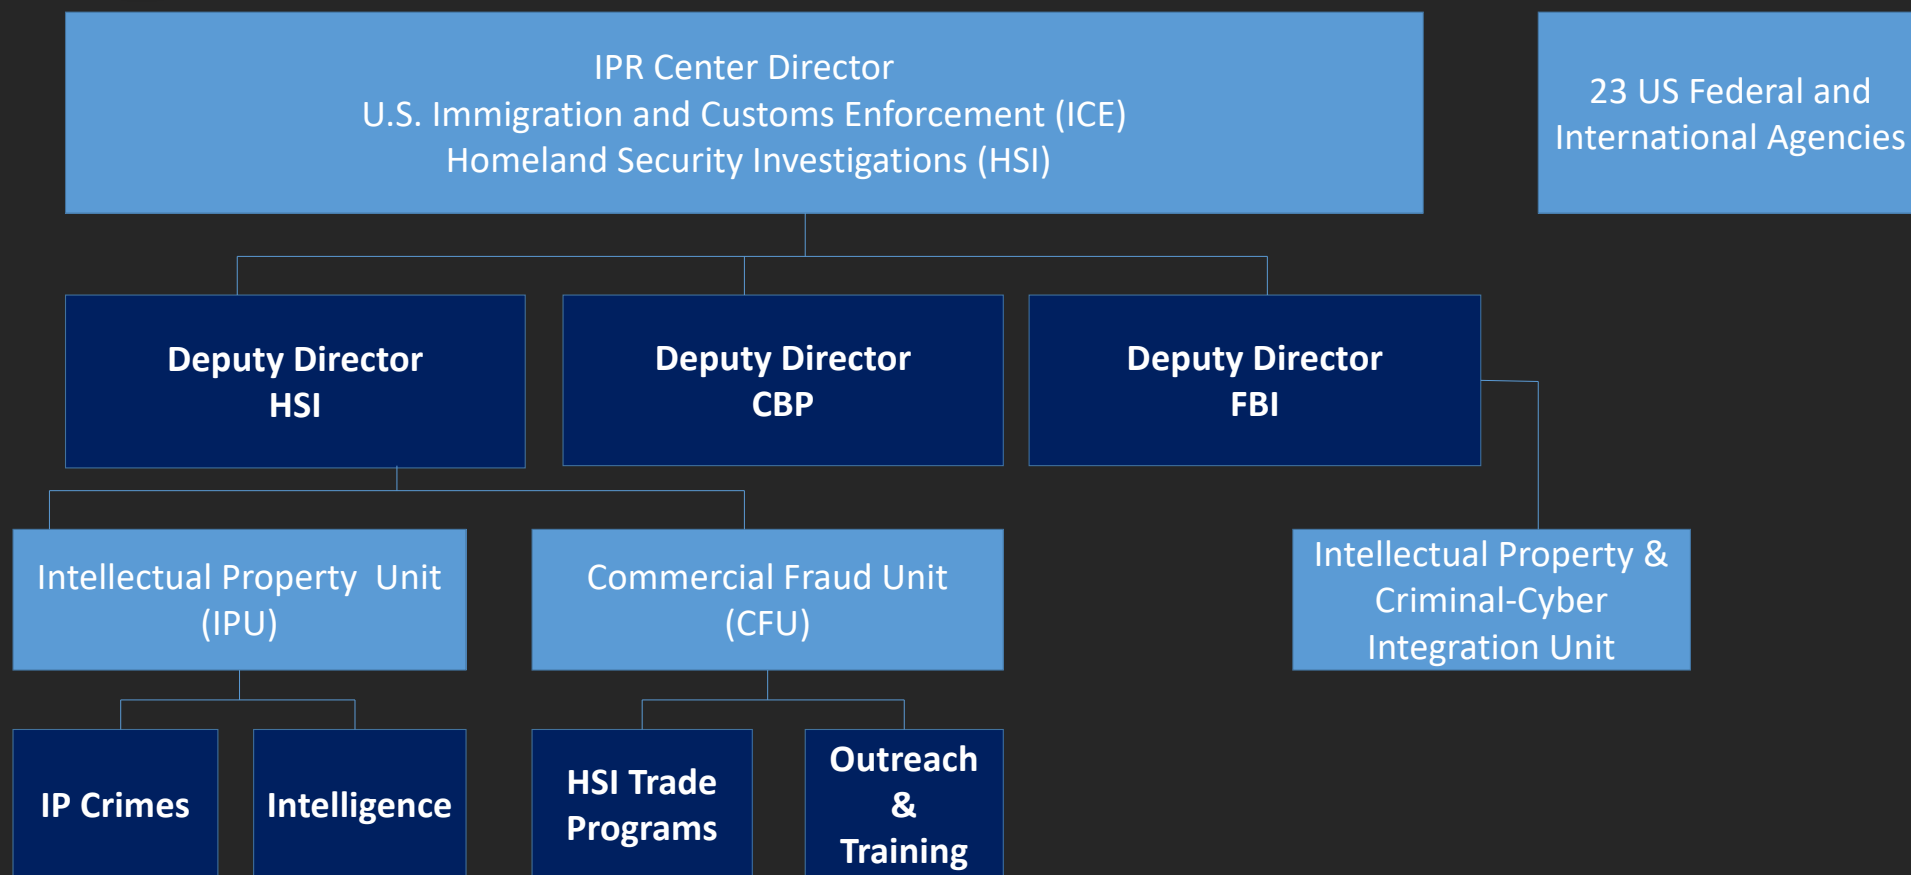 IPR Center Director
U.S. Immigration and Customs Enforcement (ICE)
Homeland Security Investigations (HSI)
23 US Federal and
International Agencies
Deputy Director
HSI
Deputy Director
CBP
Deputy Director
FBI
Intellectual Property  Unit
(IPU)
Commercial Fraud Unit
(CFU)
Intellectual Property &
Criminal-Cyber
Integration Unit
IP Crimes
Intelligence
HSI Trade
Programs
Outreach
&
Training